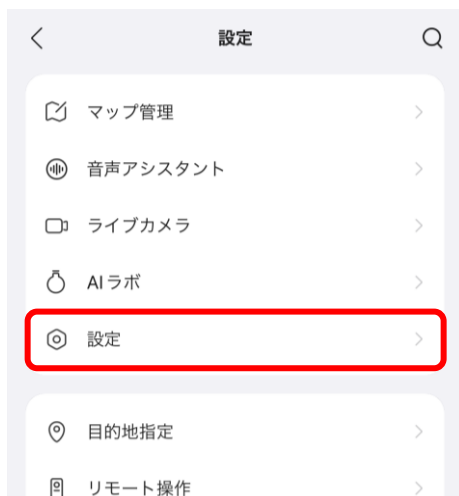 設定
マップ管理
音声アシスタント
ライブカメラ
AIラボ
設定
目的地指定
リモート操作